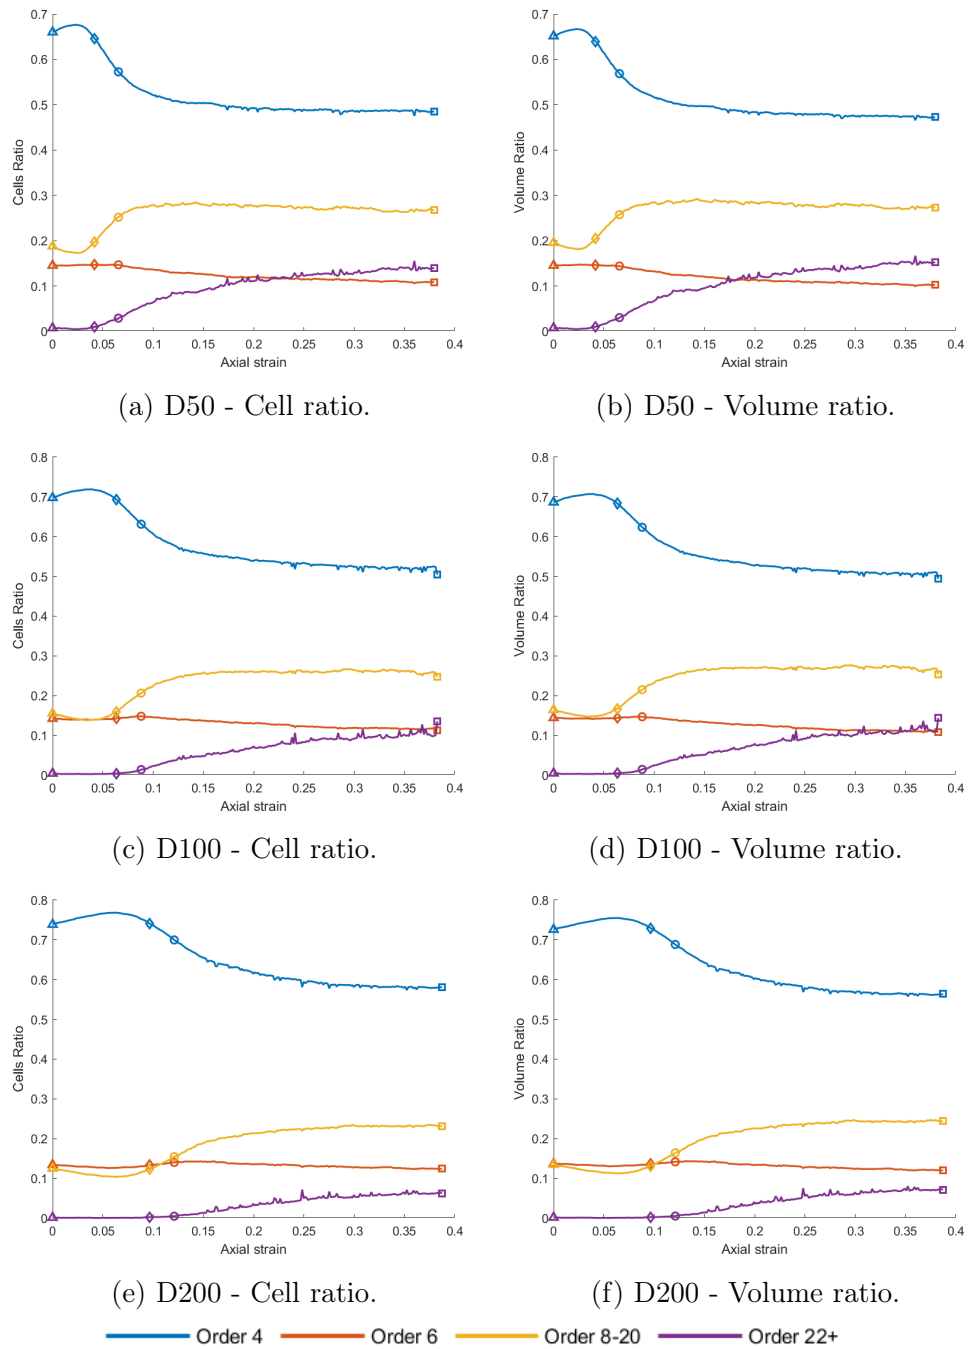 0.7
0.6
0.5
0.4
0.3
0.2
0.1
0
Cells Ratio
0 0.05 0.1 0.15 0.2 0.25 0.3 0.35 0.4
Axial strain
(a) D50 - Cell ratio.
0.7
0.6
0.5
0.4
0.3
0.2
0.1
0
Volume Ratio
0 0.05 0.1 0.15 0.2 0.25 0.3 0.35 0.4
Axial strain
(b) D50 - Volume ratio.
0.8
0.7
0.6
0.5
0.4
0.3
0.2
0.1
0
Cells Ratio
0 0.05 0.1 0.15 0.2 0.25 0.3 0.35 0.4
Axial strain
(c) D100 - Cell ratio.
0.8
0.7
0.6
0.5
0.4
0.3
0.2
0.1
0
Volume Ratio
0 0.05 0.1 0.15 0.2 0.25 0.3 0.35 0.4
Axial strain
(d) D100 - Volume ratio.
0.8
0.7
0.6
0.5
0.4
0.3
0.2
0.1
0
Cells Ratio
0 0.05 0.1 0.15 0.2 0.25 0.3 0.35 0.4
Axial strain
(e) D200 - Cell ratio.
0.8
0.7
0.6
0.5
0.4
0.3
0.2
0.1
0
Volume Ratio
0 0.05 0.1 0.15 0.2 0.25 0.3 0.35 0.4
Axial strain
(f) D200 - Volume ratio.
Order 4 Order 6 Order 8-20 Order 22+